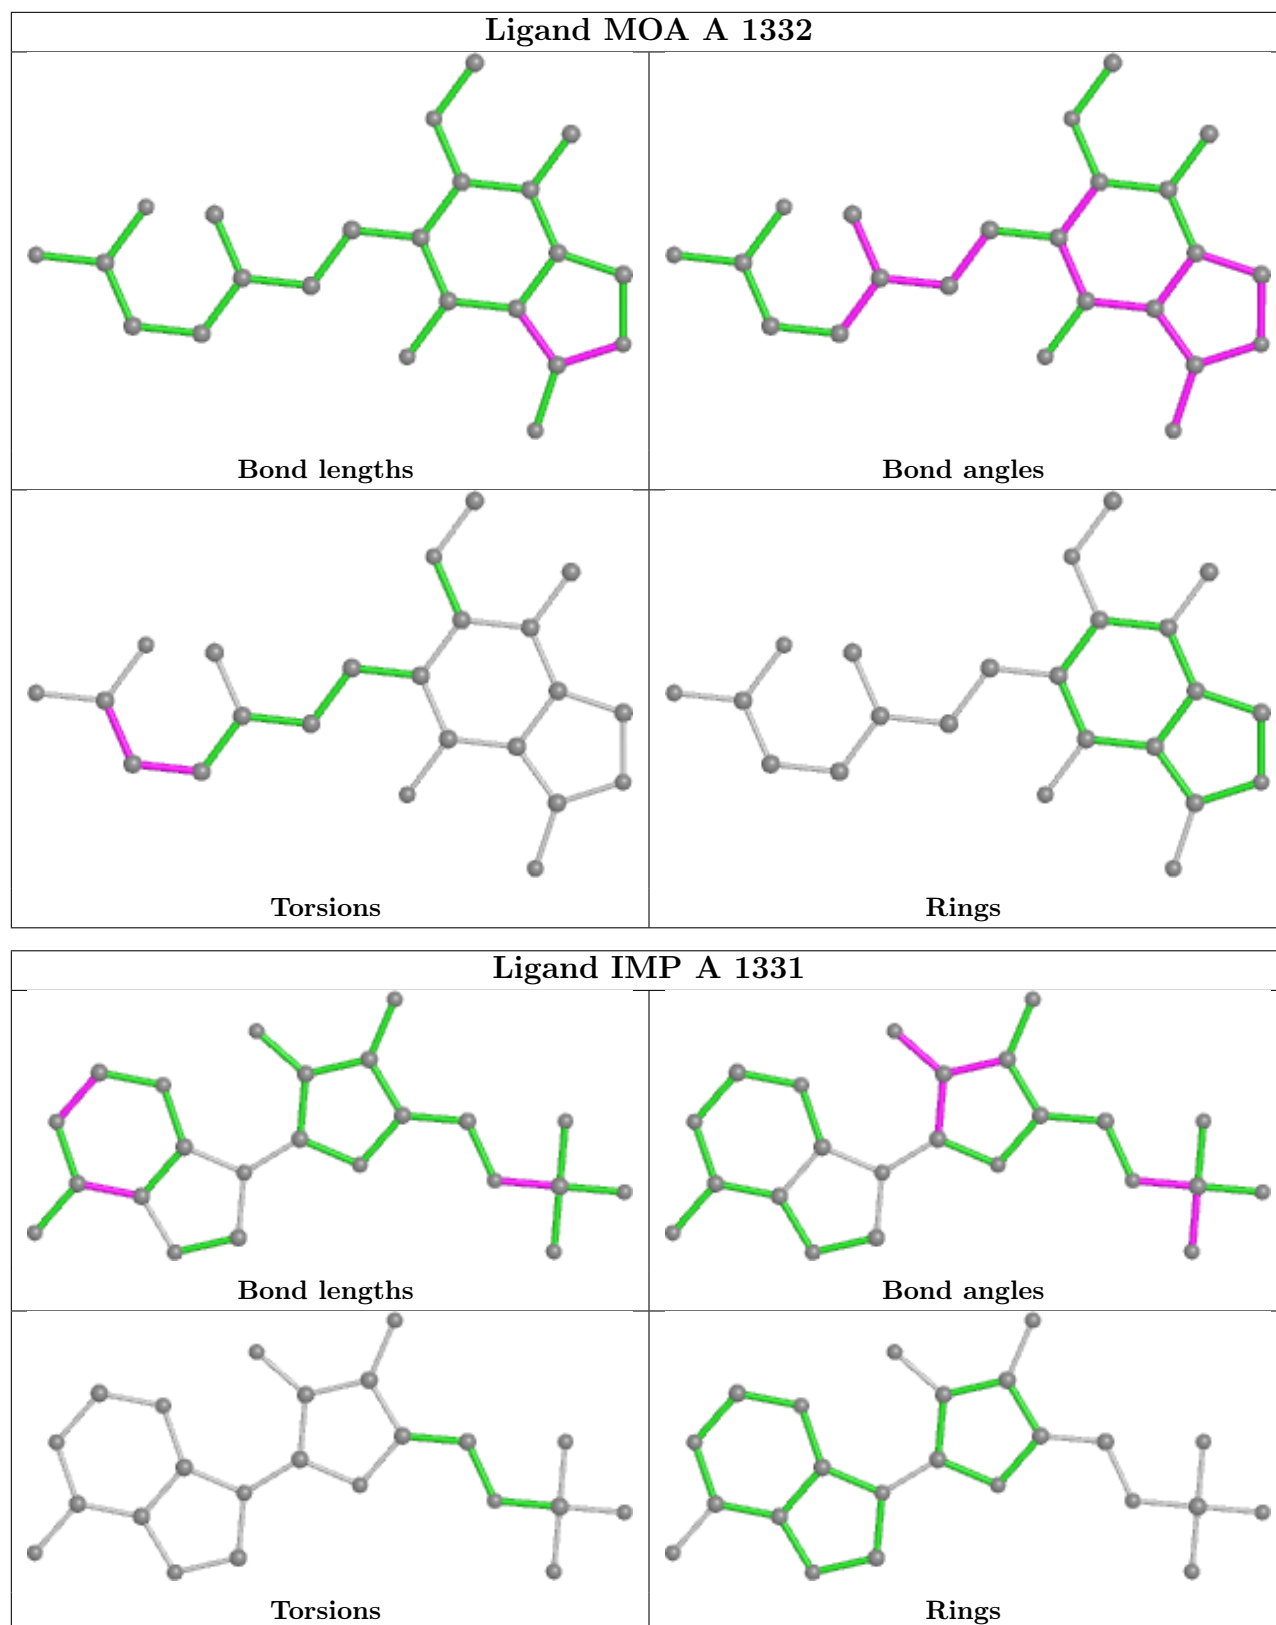 Ligand MOA A 1332
Bond lengths
Bond angles
Torsions
Rings
Ligand IMP A 1331
Bond lengths
Bond angles
Torsions
Rings